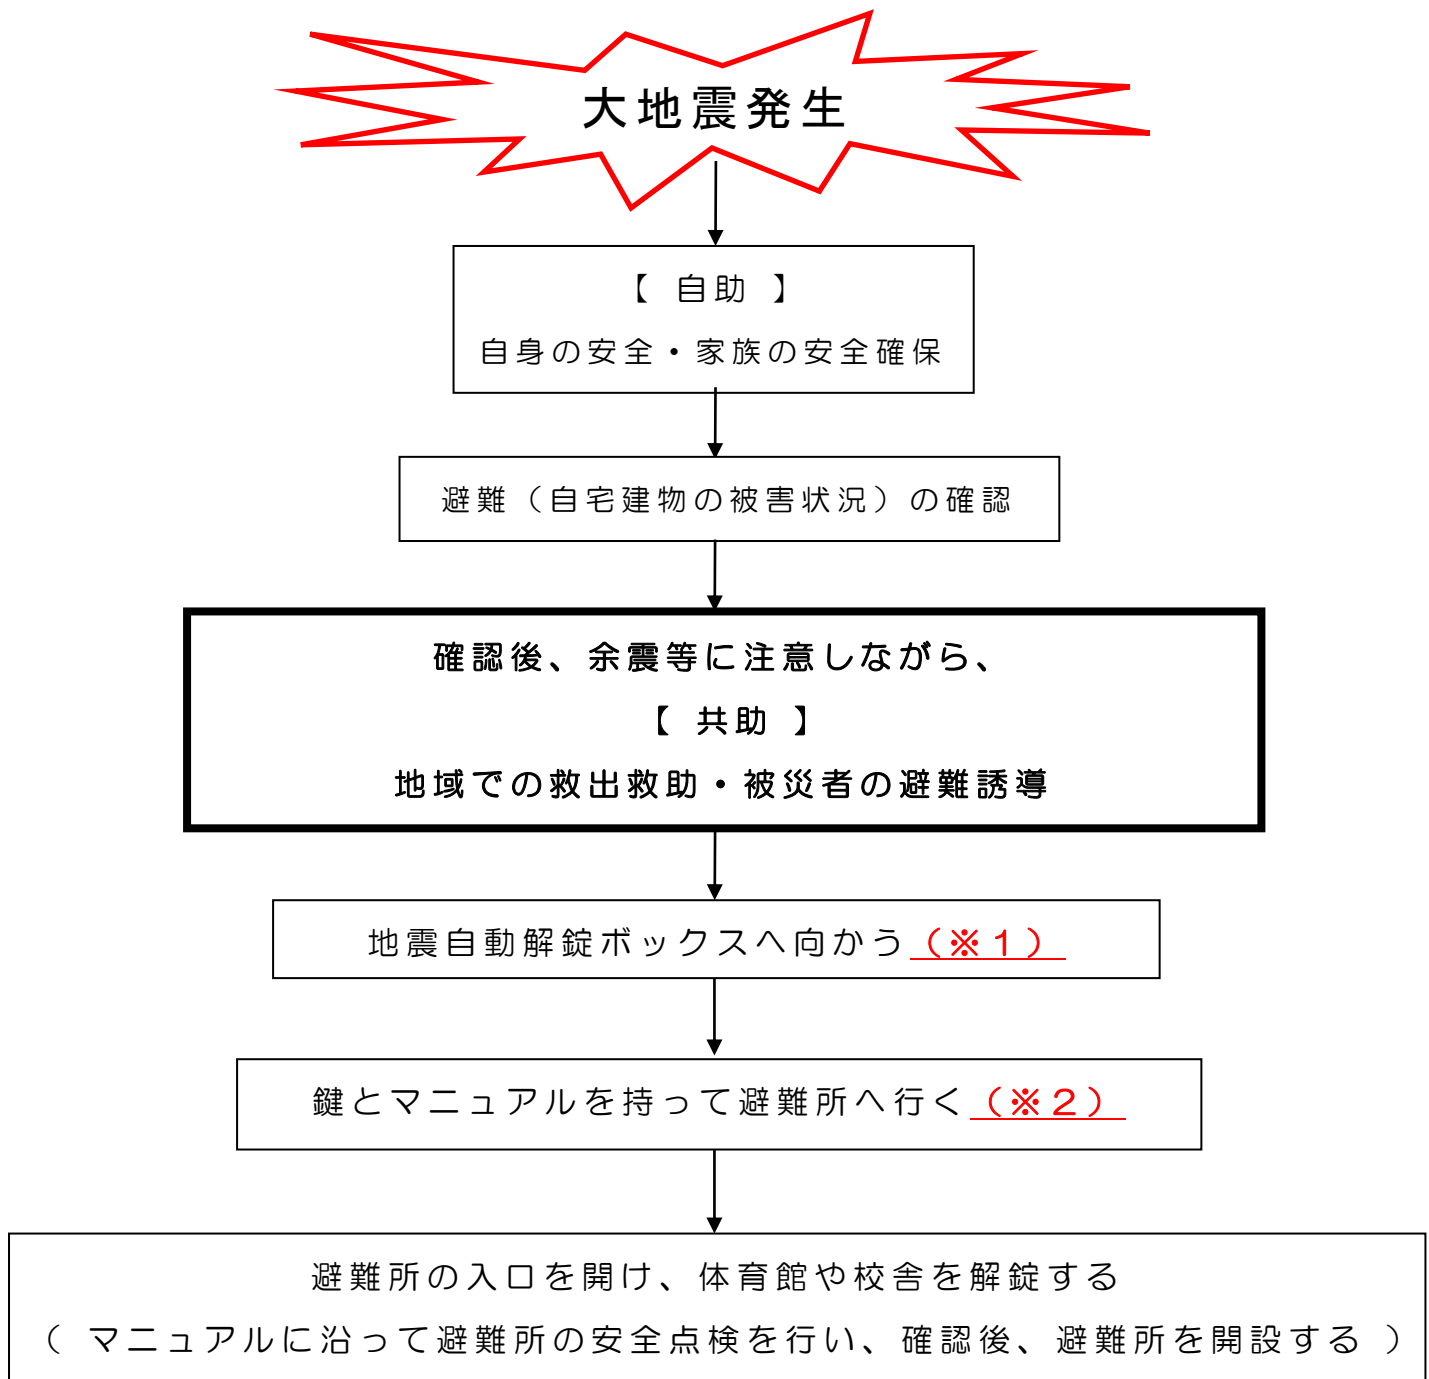 大地震発生
【 自助 】
自身の安全・家族の安全確保
避難（自宅建物の被害状況）の確認
確認後、余震等に注意しながら、
【 共助 】
地域での救出救助・被災者の避難誘導
地震自動解錠ボックスへ向かう（※１）
鍵とマニュアルを持って避難所へ行く（※２）
避難所の入口を開け、体育館や校舎を解錠する
（ マニュアルに沿って避難所の安全点検を行い、確認後、避難所を開設する ）